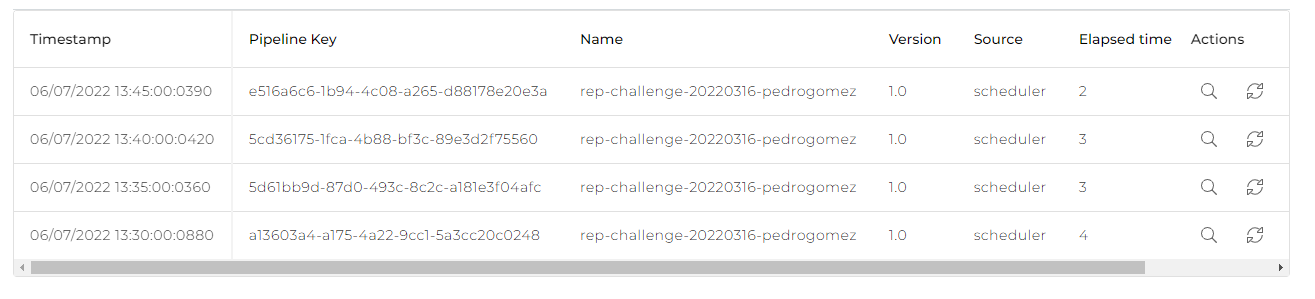 Timestamp Pipeline Key Name Version Source Elapsed time Actions
06/07/2022 13:45:00:0390 e516a6c6-1b94-4c08-a265-d88178e20e3a rep-challenge-20220316-pedrogomez 1.0 scheduler 2
06/07/2022 13:40:00:0420 5cd36175-1fca-4b88-bf3c-89e3d2f75560 rep-challenge-20220316-pedrogomez 1.0 scheduler 3
06/07/2022 13:35:00:0360 5d61bb9d-87d0-493c-8c2c-a181e3f04afc rep-challenge-20220316-pedrogomez 1.0 scheduler 3
06/07/2022 13:30:00:0880 a13603a4-a175-4a22-9cc1-5a3cc20c0248 rep-challenge-20220316-pedrogomez 1.0 scheduler 4